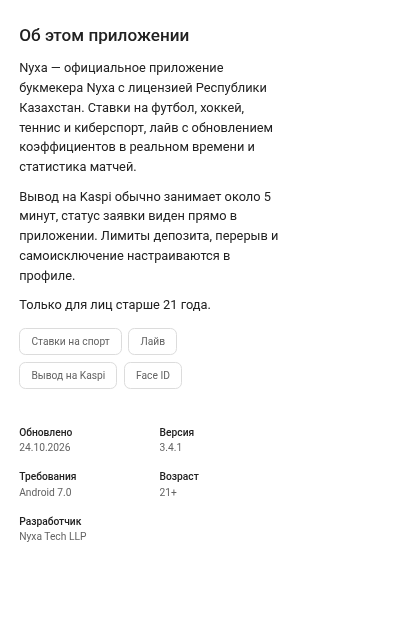 Об этом приложении
Nyxa — официальное приложение
букмекера Nyxa с лицензией Республики
Казахстан. Ставки на футбол, хоккей,
теннис и киберспорт, лайв с обновлением
коэффициентов в реальном времени и
статистика матчей.
Вывод на Kaspi обычно занимает около 5
минут, статус заявки виден прямо в
приложении. Лимиты депозита, перерыв и
самоисключение настраиваются в
профиле.
Только для лиц старше 21 года.
Ставки на спорт Лайв
Вывод на Kaspi Face ID
Обновлено Версия
24.10.2026 3.4.1
Требования Возраст
Android 7.0 21+
Разработчик
Nyxa Tech LLP